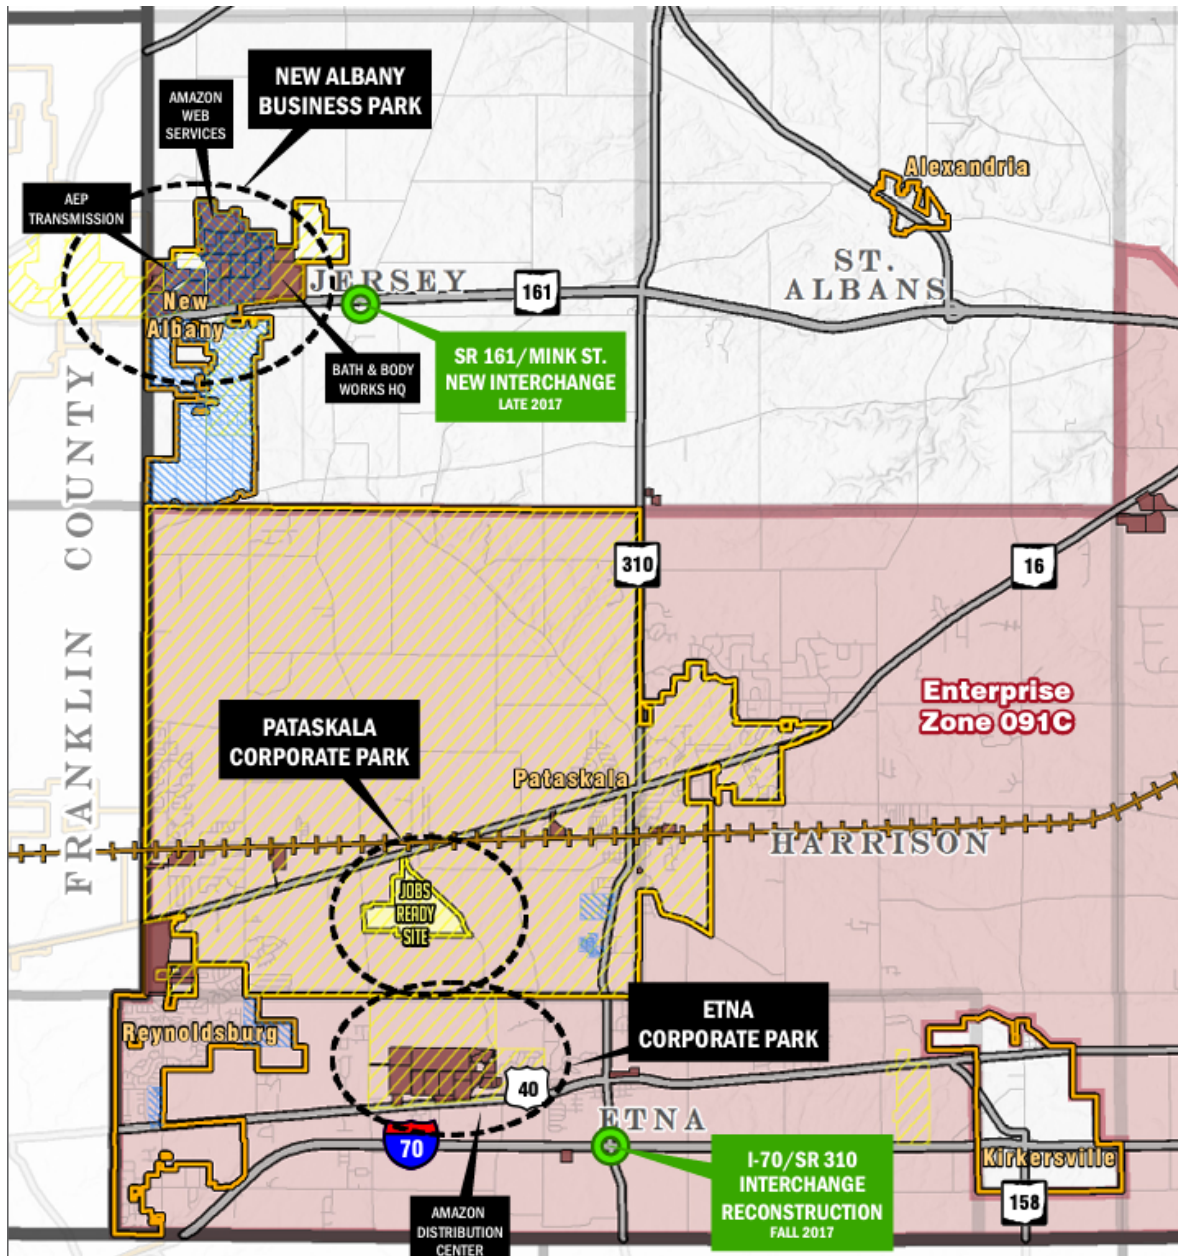 NEW ALBANY
BUSINESS PARK
AMAZON
WEB
SERVICES
AEP
TRANSMISSION
Alexandria
JERSEY
ST.
ALBANS
161
New
Albany
SR 161/MINK ST.
NEW INTERCHANGE
LATE 2017
BATH & BODY
WORKS HQ
FRANKLIN COUNTY
310
16
Enterprise
Zone 091C
PATASKALA
CORPORATE PARK
Pataskala
HARRISON
JOBS
READY
SITE
ETNA
CORPORATE PARK
Reynoldsburg
40
ETNA
70
I-70/SR 310
INTERCHANGE
RECONSTRUCTION
FALL 2017
Kirkersville
158
AMAZON
DISTRIBUTION
CENTER